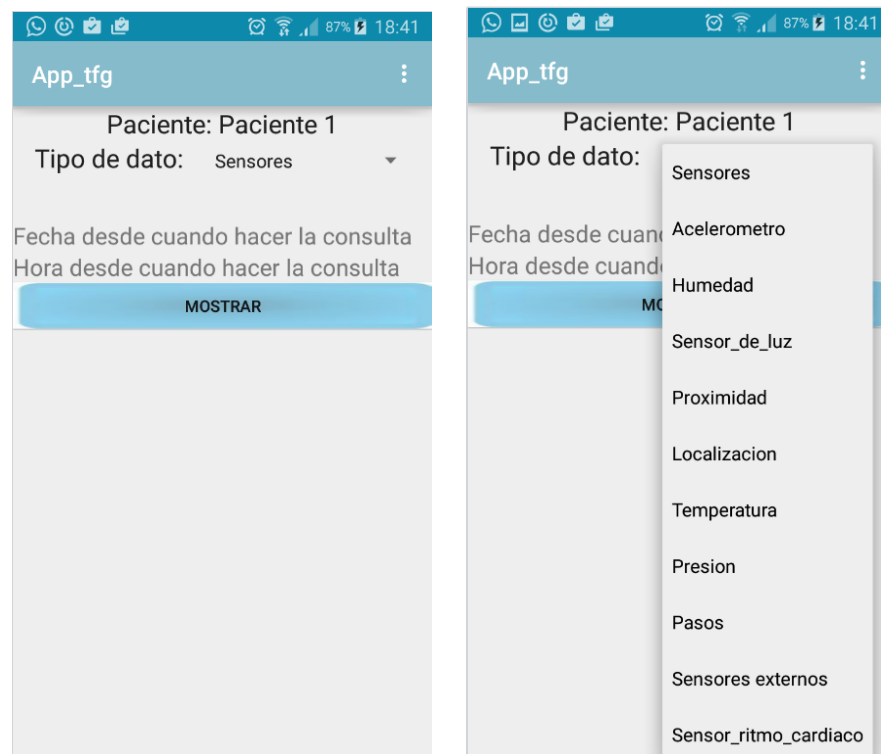 87% 18:41
App_tfg
Paciente: Paciente 1
Tipo de dato: Sensores
Fecha desde cuando hacer la consulta
Hora desde cuando hacer la consulta
MOSTRAR
87% 18:41
App_tfg
Paciente: Paciente 1
Tipo de dato:
Sensores
Fecha desde cuan
Acelerometro
Hora desde cuand
Humedad
MO
Sensor_de_luz
Proximidad
Localizacion
Temperatura
Presion
Pasos
Sensores externos
Sensor_ritmo_cardiaco